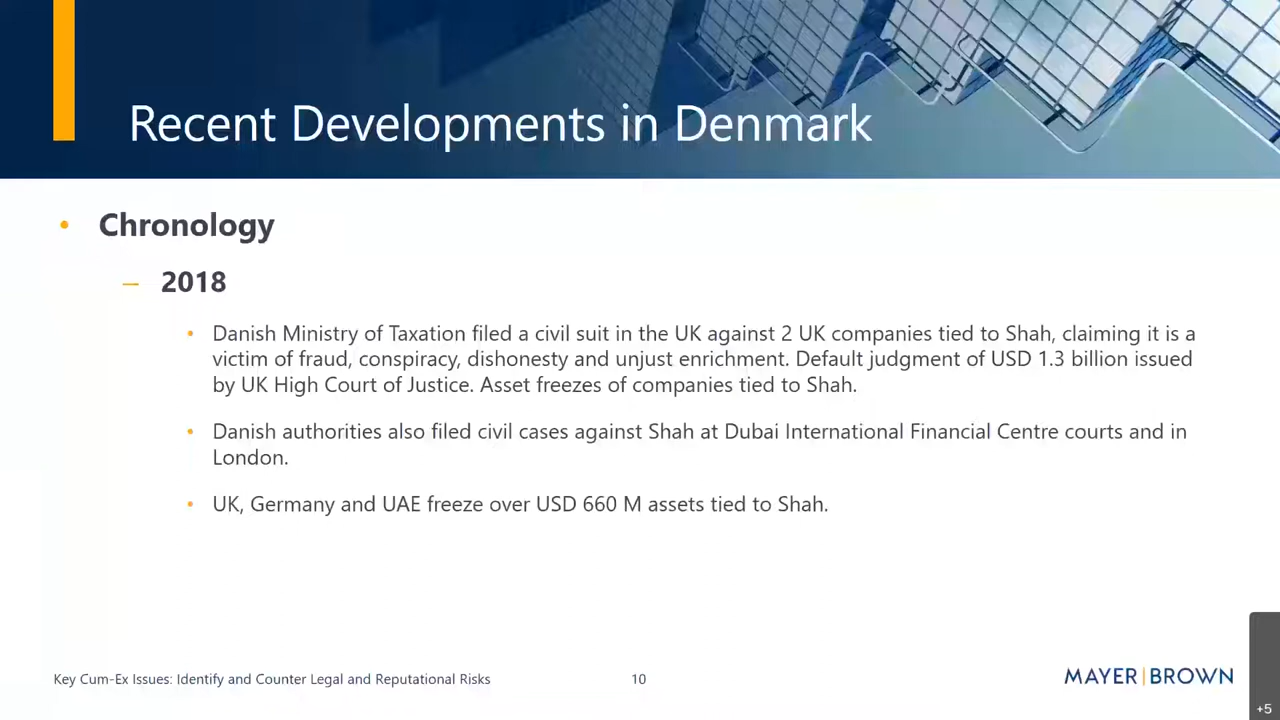 Recent Developments in Denmark
• Chronology
– 2018
• Danish Ministry of Taxation filed a civil suit in the UK against 2 UK companies tied to Shah, claiming it is a
victim of fraud, conspiracy, dishonesty and unjust enrichment. Default judgment of USD 1.3 billion issued
by UK High Court of Justice. Asset freezes of companies tied to Shah.
• Danish authorities also filed civil cases against Shah at Dubai International Financial Centre courts and in
London.
• UK, Germany and UAE freeze over USD 660 M assets tied to Shah.
Key Cum-Ex Issues: Identify and Counter Legal and Reputational Risks
10
MAYER|BROWN
+5